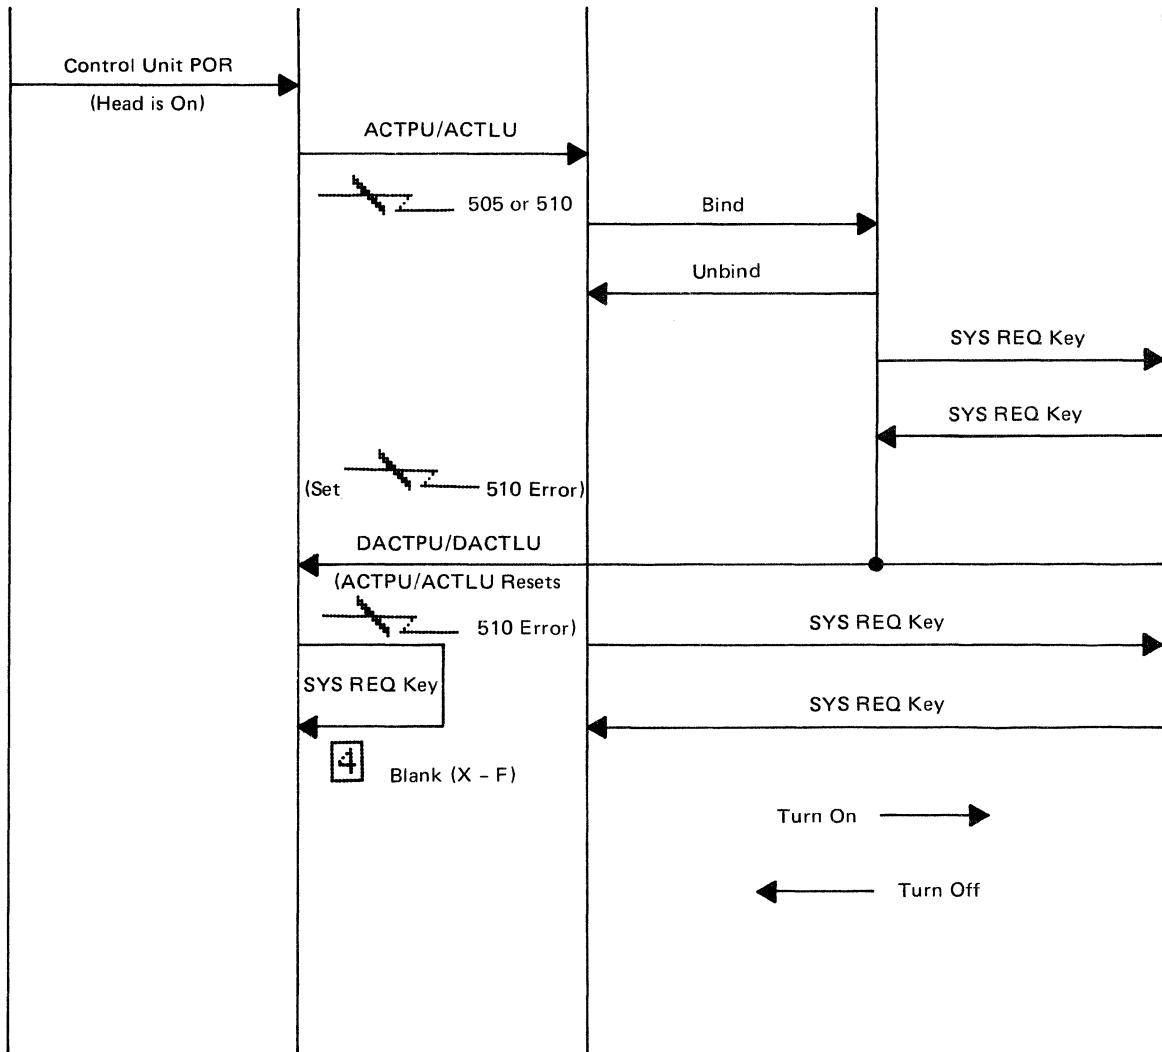 Control Unit POR
(Head is On)
ACTPU/ACTLU
505 or 510
Bind
Unbind
SYS REQ Key
SYS REQ Key
(Set
510 Error)
DACTPU/DACTLU
(ACTPU/ACTLU Resets
510 Error)
SYS REQ Key
SYS REQ Key
SYS REQ Key
4
Blank (X – F)
Turn On
Turn Off